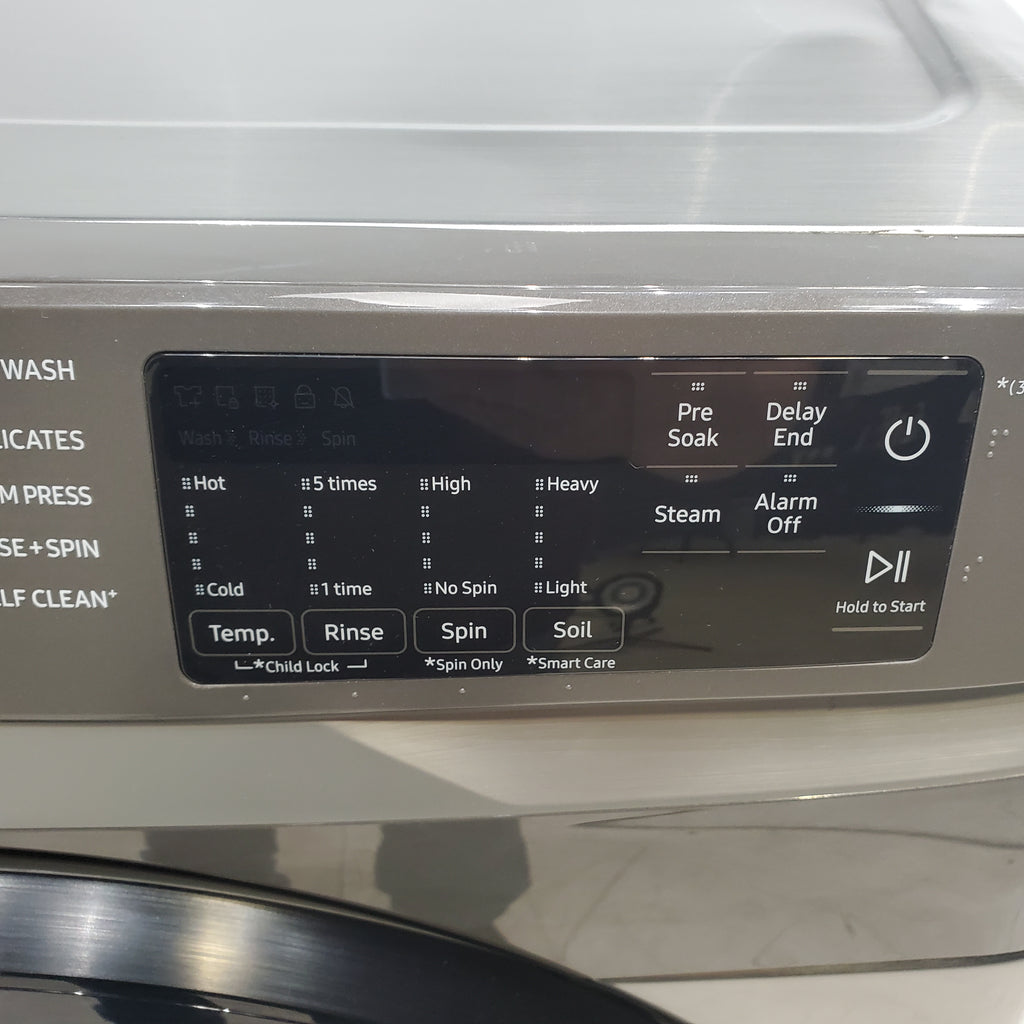 WASH
ICATES
M PRESS
SE + SPIN
LF CLEAN+
Wash Rinse Spin
Hot 5 times High Heavy
Cold 1 time No Spin Light
Temp. Rinse Spin Soil
*Child Lock *Spin Only *Smart Care
Pre Soak
Delay End
Steam
Alarm Off
Hold to Start
*(3